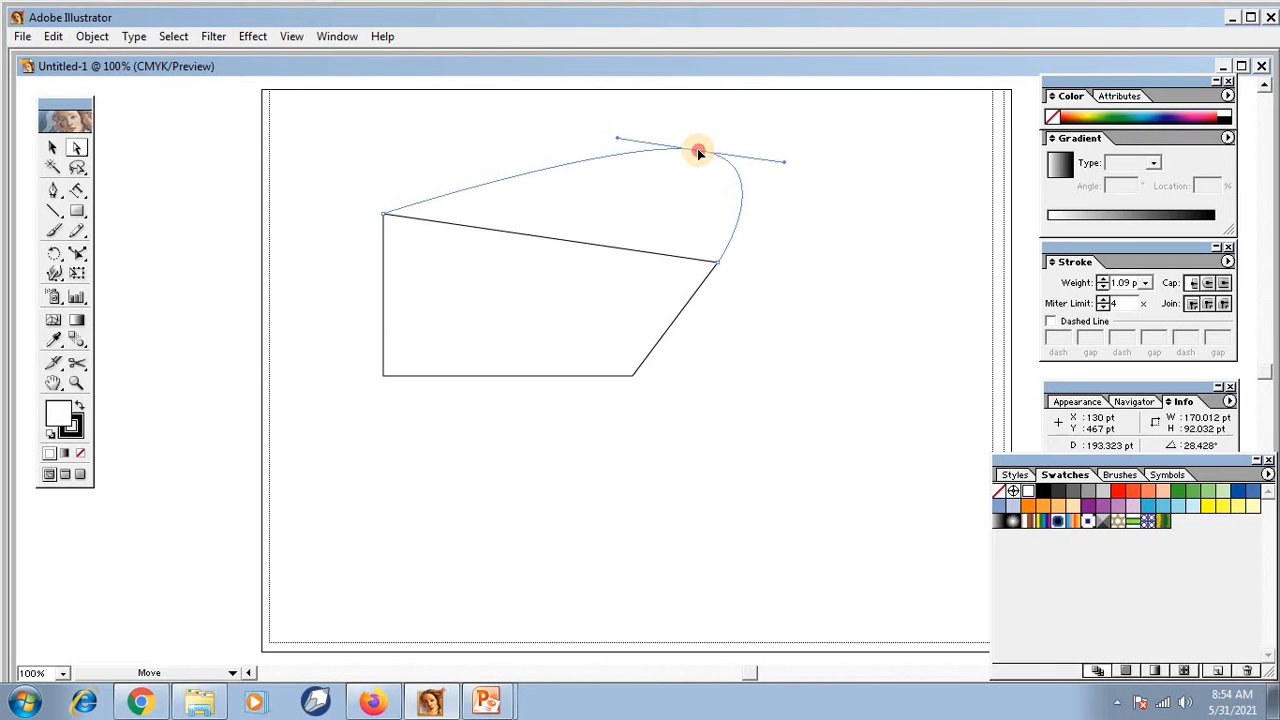 Adobe Illustrator
File Edit Object Type Select Filter Effect View Window Help
Untitled-1 @ 100% (CMYK/Preview)
Color Attributes
Gradient
Type:
Angle: ° Location: %
Stroke
Weight: 1.09 p Cap:
Miter Limit: 4 x Join:
Dashed Line
dash gap dash gap dash gap
Appearance Navigator Info
X : 130 pt W : 170.012 pt
Y : 467 pt H : 92.032 pt
D : 193.323 pt : 28.428°
Styles Swatches Brushes Symbols
100% Move
8:54 AM
5/31/2021